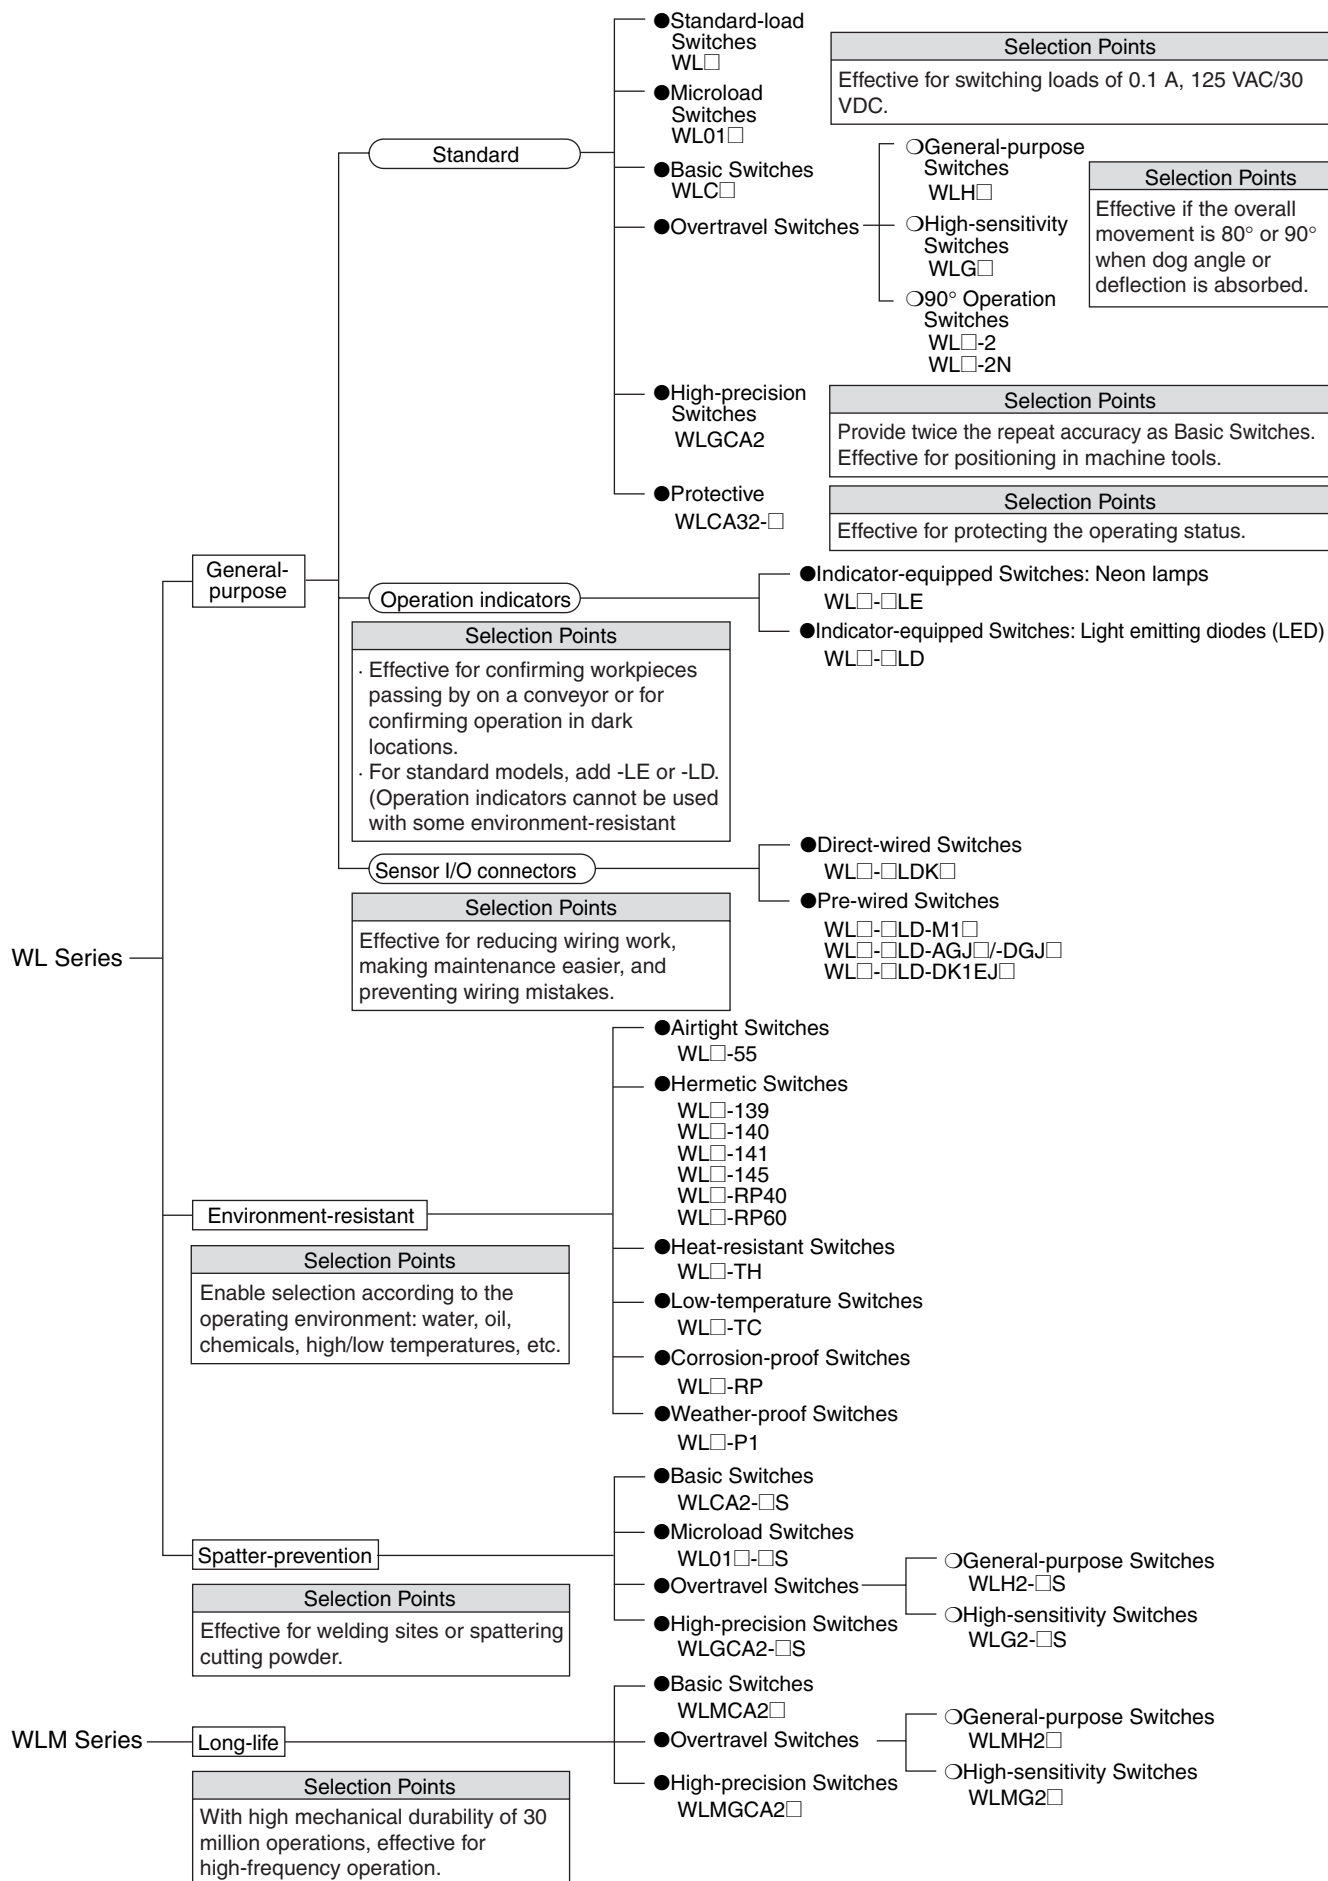 ●Standard-load
Switches
WL□
Selection Points
Effective for switching loads of 0.1 A, 125 VAC/30
VDC.
●Microload
Switches
WL01□
Standard
●Basic Switches
WLC□
●Overtravel Switches
❍General-purpose
Switches
WLH□
❍High-sensitivity
Switches
WLG□
❍90° Operation
Switches
WL□-2
WL□-2N
Selection Points
Effective if the overall
movement is 80° or 90°
when dog angle or
deflection is absorbed.
●High-precision
Switches
WLGCA2
Selection Points
Provide twice the repeat accuracy as Basic Switches.
Effective for positioning in machine tools.
●Protective
WLCA32-□
Selection Points
Effective for protecting the operating status.
General-
purpose
Operation indicators
●Indicator-equipped Switches: Neon lamps
WL□-□LE
●Indicator-equipped Switches: Light emitting diodes (LED)
WL□-□LD
Selection Points
· Effective for confirming workpieces
passing by on a conveyor or for
confirming operation in dark
locations.
· For standard models, add -LE or -LD.
(Operation indicators cannot be used
with some environment-resistant
Sensor I/O connectors
●Direct-wired Switches
WL□-□LDK□
●Pre-wired Switches
WL□-□LD-M1□
WL□-□LD-AGJ□/-DGJ□
WL□-□LD-DK1EJ□
Selection Points
Effective for reducing wiring work,
making maintenance easier, and
preventing wiring mistakes.
WL Series
●Airtight Switches
WL□-55
●Hermetic Switches
WL□-139
WL□-140
WL□-141
WL□-145
WL□-RP40
WL□-RP60
Environment-resistant
Selection Points
Enable selection according to the
operating environment: water, oil,
chemicals, high/low temperatures, etc.
●Heat-resistant Switches
WL□-TH
●Low-temperature Switches
WL□-TC
●Corrosion-proof Switches
WL□-RP
●Weather-proof Switches
WL□-P1
●Basic Switches
WLCA2-□S
●Microload Switches
WL01□-□S
Spatter-prevention
Selection Points
Effective for welding sites or spattering
cutting powder.
●Overtravel Switches
❍General-purpose Switches
WLH2-□S
❍High-sensitivity Switches
WLG2-□S
●High-precision Switches
WLGCA2-□S
●Basic Switches
WLMCA2□
WLM Series
Long-life
●Overtravel Switches
❍General-purpose Switches
WLMH2□
❍High-sensitivity Switches
WLMG2□
●High-precision Switches
WLMGCA2□
Selection Points
With high mechanical durability of 30
million operations, effective for
high-frequency operation.